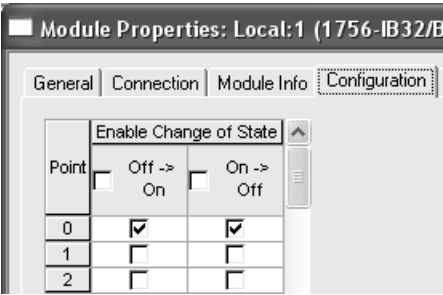 Module Properties: Local:1 (1756-IB32/B
General Connection Module Info Configuration
Enable Change of State
Point Off -> On On -> Off
0
1
2